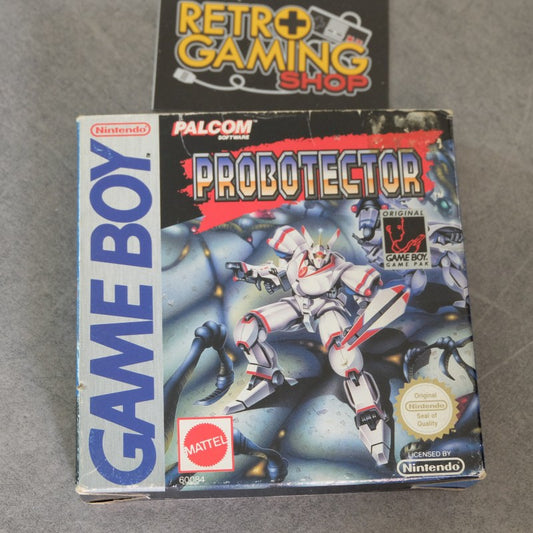 RETRO
GAMING
SHOP
Nintendo
GAME BOY
TM
PALCOM
SOFTWARE
PROBOTECTOR
ORIGINAL
GAME BOY
GAME PAK
Original
Nintendo
Seal of
Quality
MATTEL
60084
LICENSED BY
Nintendo